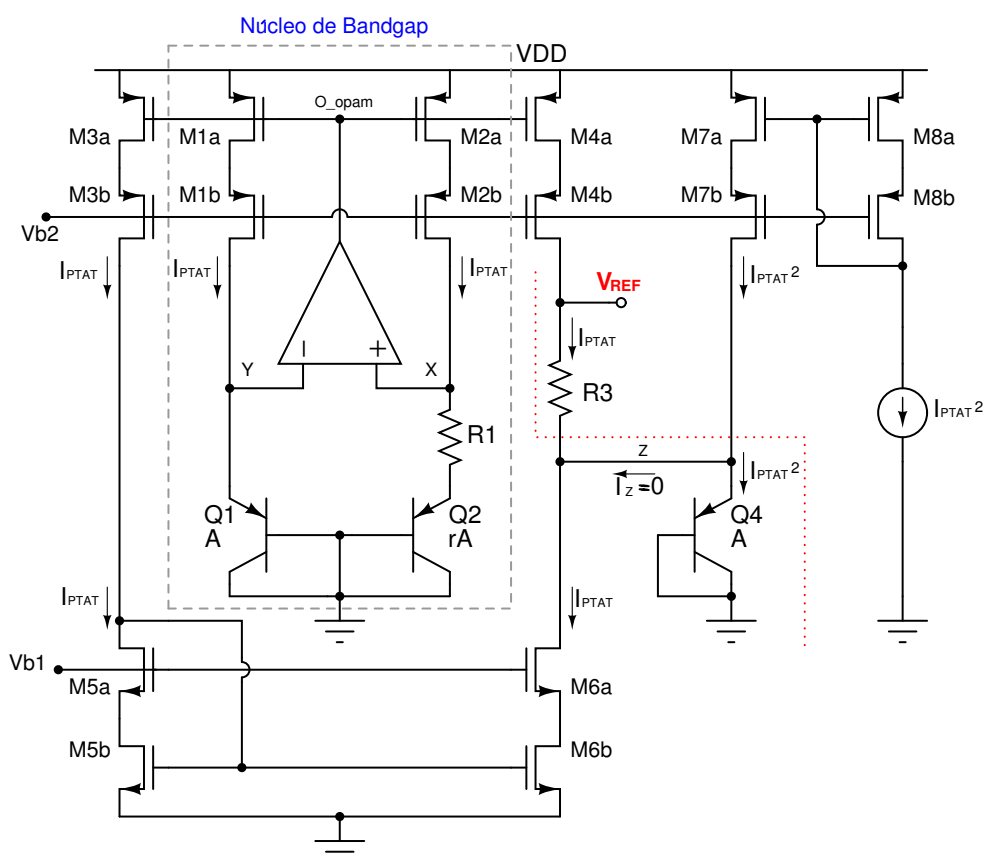 Núcleo de Bandgap
VDD
O_opam
M3a
M1a
M2a
M4a
M7a
M8a
M3b
M1b
M2b
M4b
M7b
M8b
Vb2
IPTAT
IPTAT
IPTAT
VREF
IPTAT²
IPTAT
Y
X
R3
R1
IPTAT²
Z
IZ=0
IPTAT²
Q1
A
Q2
rA
Q4
A
IPTAT
IPTAT
Vb1
M5a
M6a
M5b
M6b